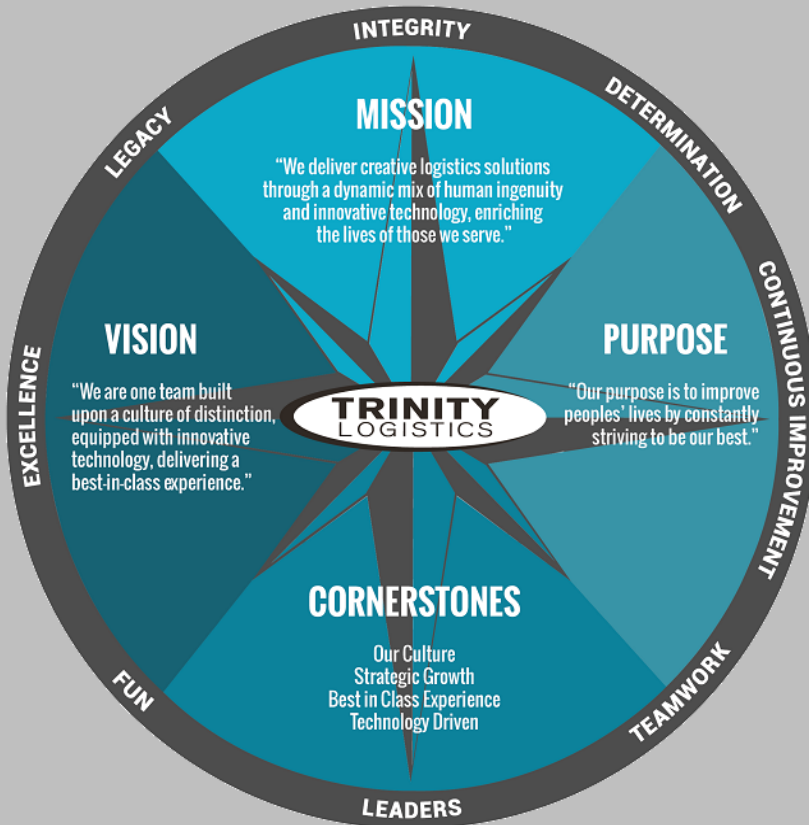 INTEGRITY
DETERMINATION
CONTINUOUS IMPROVEMENT
TEAMWORK
LEADERS
FUN
EXCELLENCE
LEGACY
MISSION
“We deliver creative logistics solutions
through a dynamic mix of human ingenuity
and innovative technology, enriching
the lives of those we serve.”
VISION
“We are one team built
upon a culture of distinction,
equipped with innovative
technology, delivering a
best-in-class experience.”
PURPOSE
“Our purpose is to improve
peoples’ lives by constantly
striving to be our best.”
TRINITY
LOGISTICS
CORNERSTONES
Our Culture
Strategic Growth
Best in Class Experience
Technology Driven